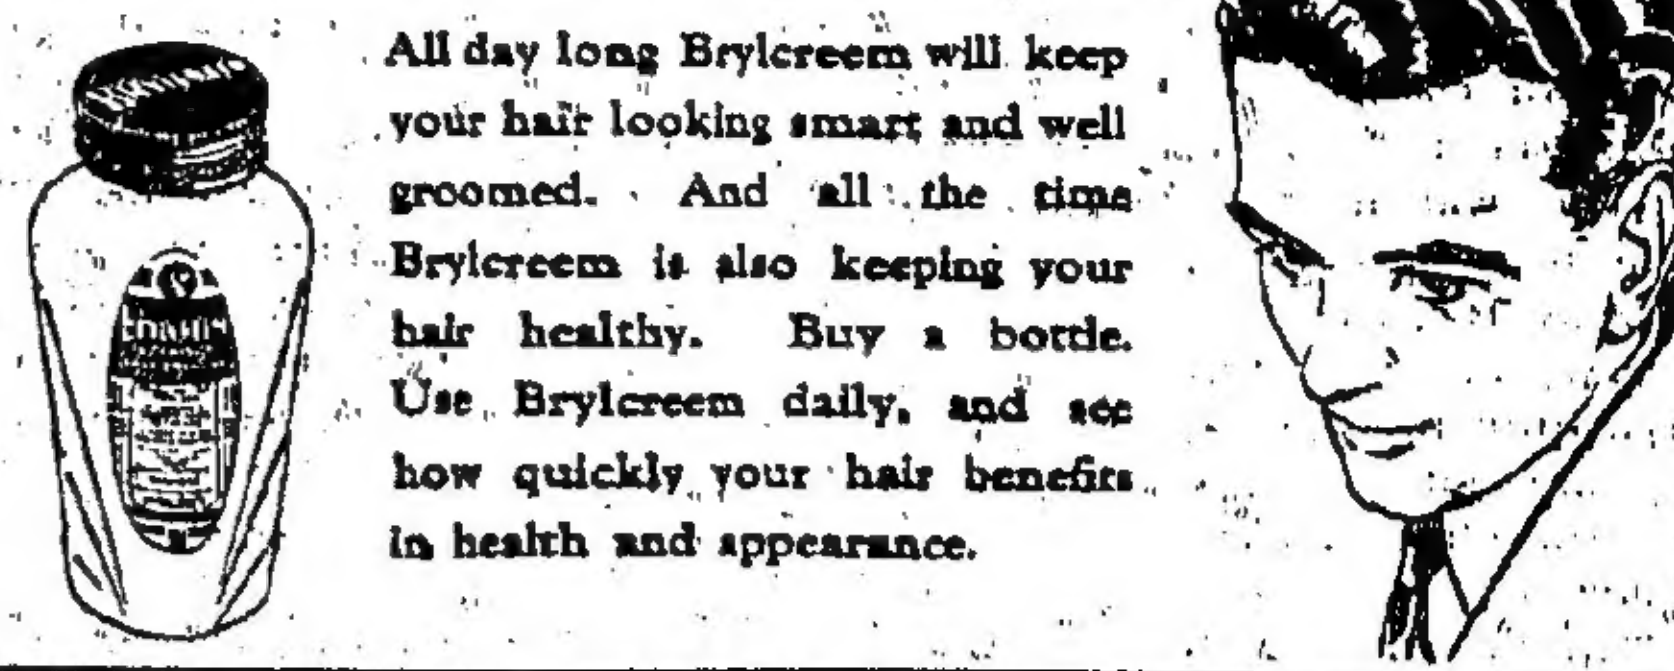 All day long Brylcreem will keep
your hair looking smart and well
groomed. And all the time
Brylcreem is also keeping your
hair healthy. Buy a bottle.
Use Brylcreem daily, and see
how quickly your hair benefits
in health and appearance.